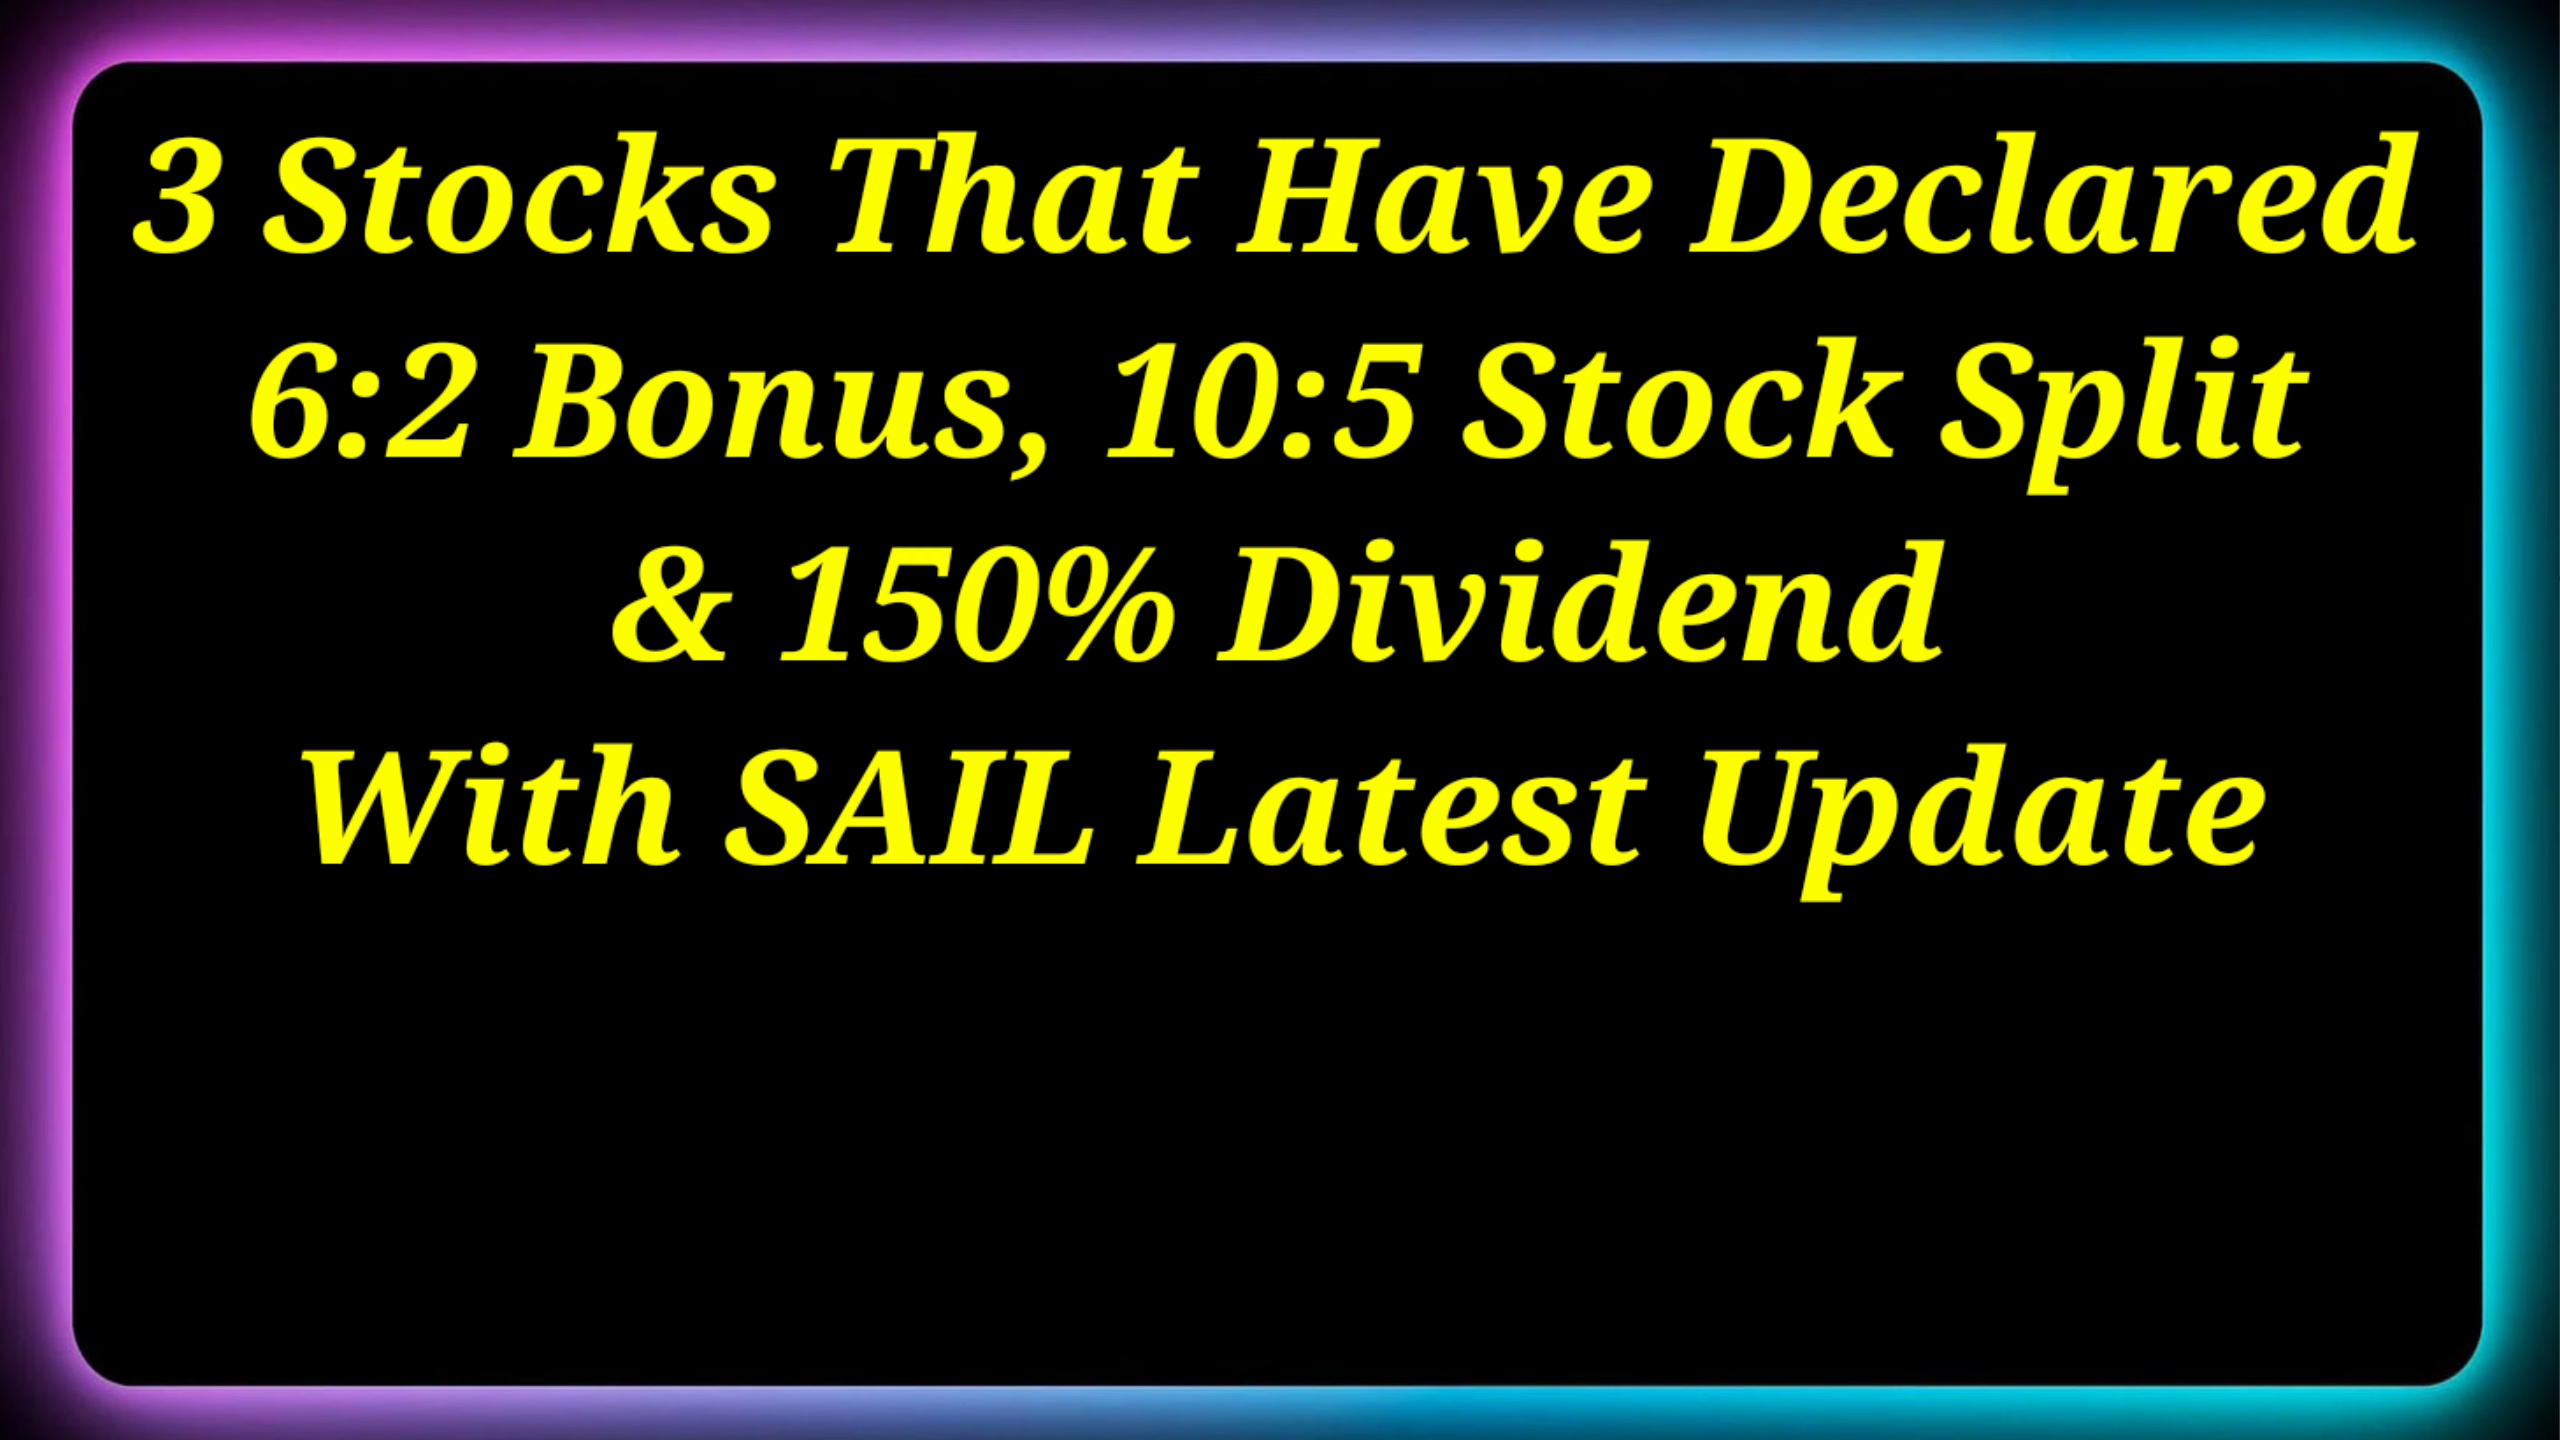 3 Stocks That Have Declared
6:2 Bonus, 10:5 Stock Split
& 150% Dividend
With SAIL Latest Update